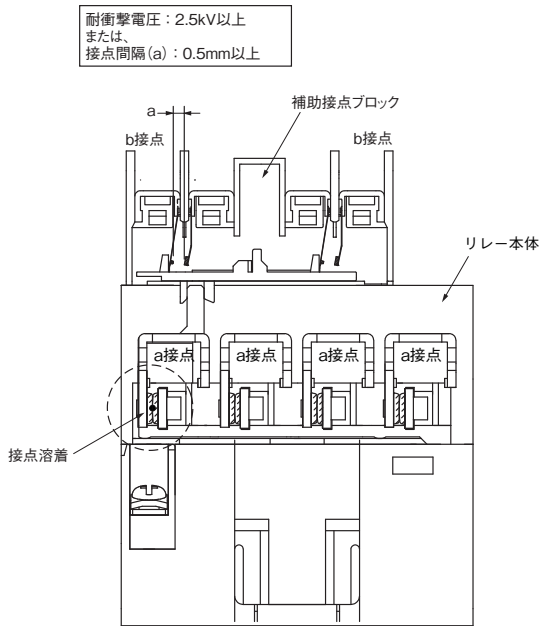 耐衝撃電圧：2.5kV以上
または、
接点間隔(a)：0.5mm以上
補助接点ブロック
a
b接点
b接点
リレー本体
a接点
a接点
a接点
a接点
接点溶着